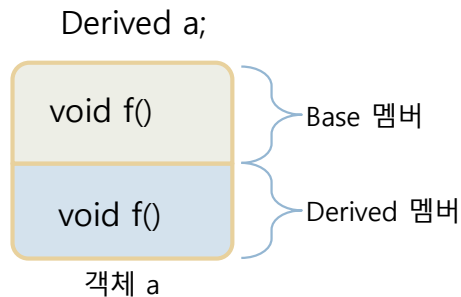 Derived a;
void f()
Base 멤버
void f()
Derived 멤버
객체 a